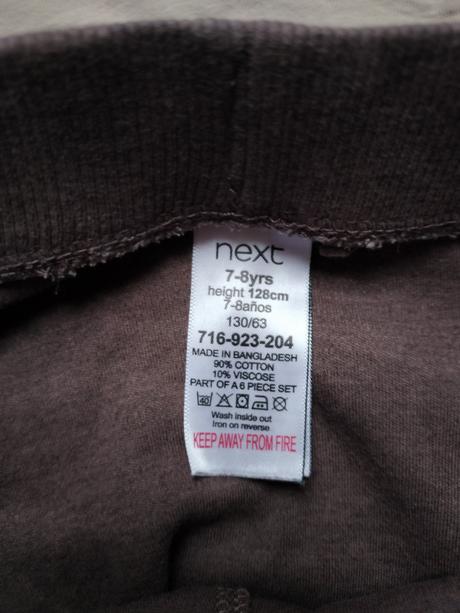 next
7-8yrs
height 128cm
7-8años
130/63
716-923-204
MADE IN BANGLADESH
90% COTTON
10% VISCOSE
PART OF A 6 PIECE SET
40
Wash inside out
Iron on reverse
KEEP AWAY FROM FIRE